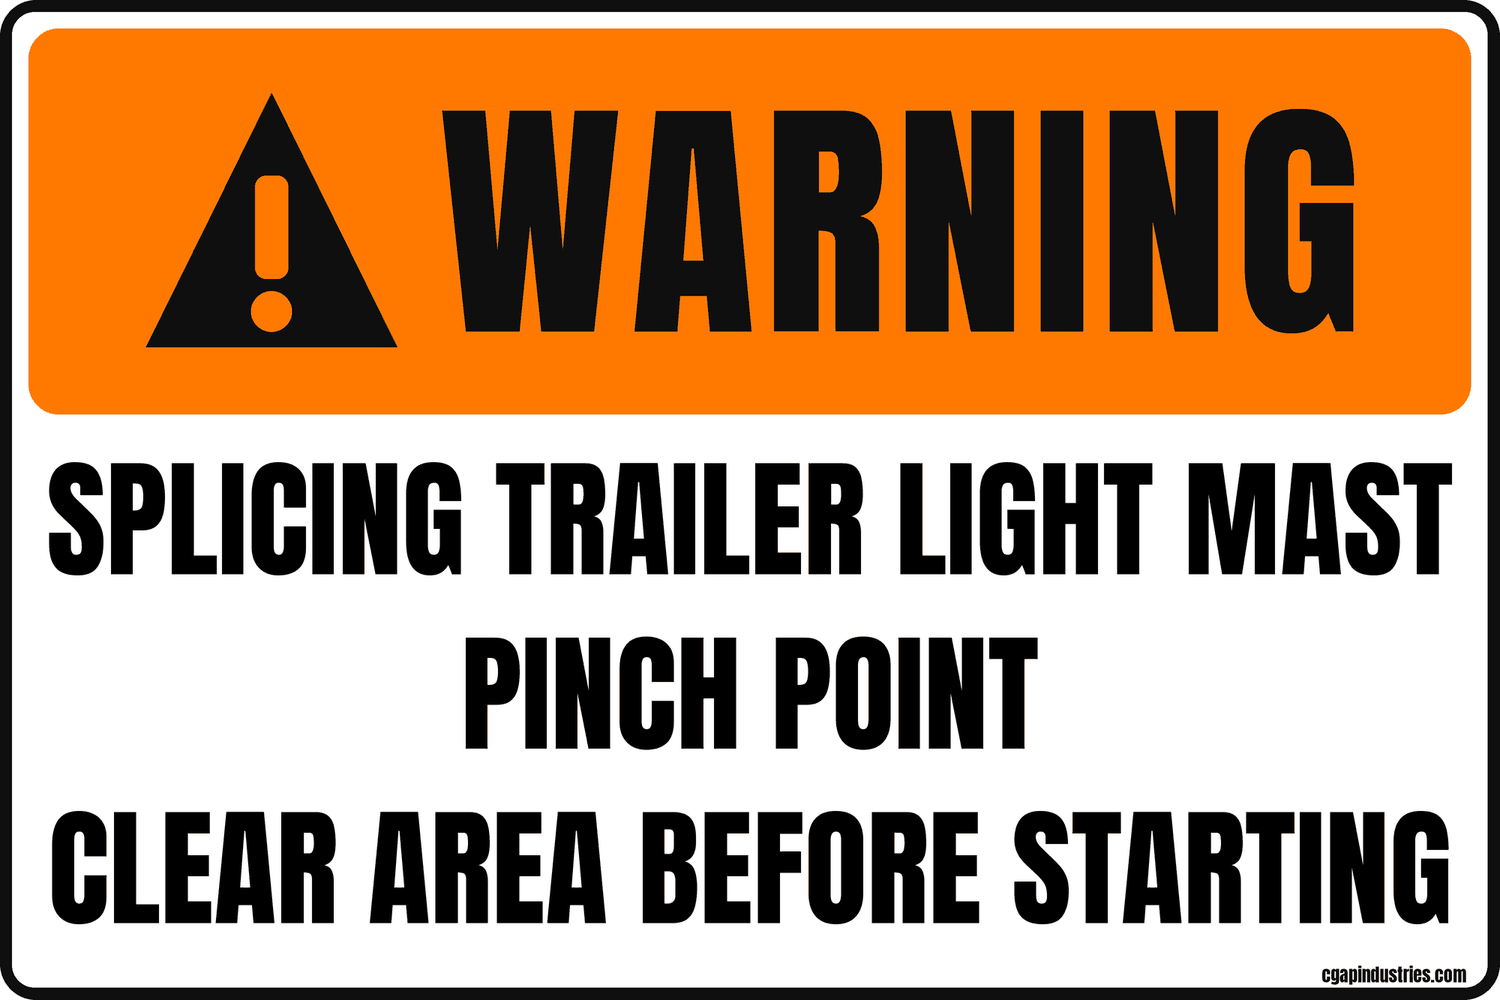 WARNING
SPLICING TRAILER LIGHT MAST
PINCH POINT
CLEAR AREA BEFORE STARTING
cgapindustries.com